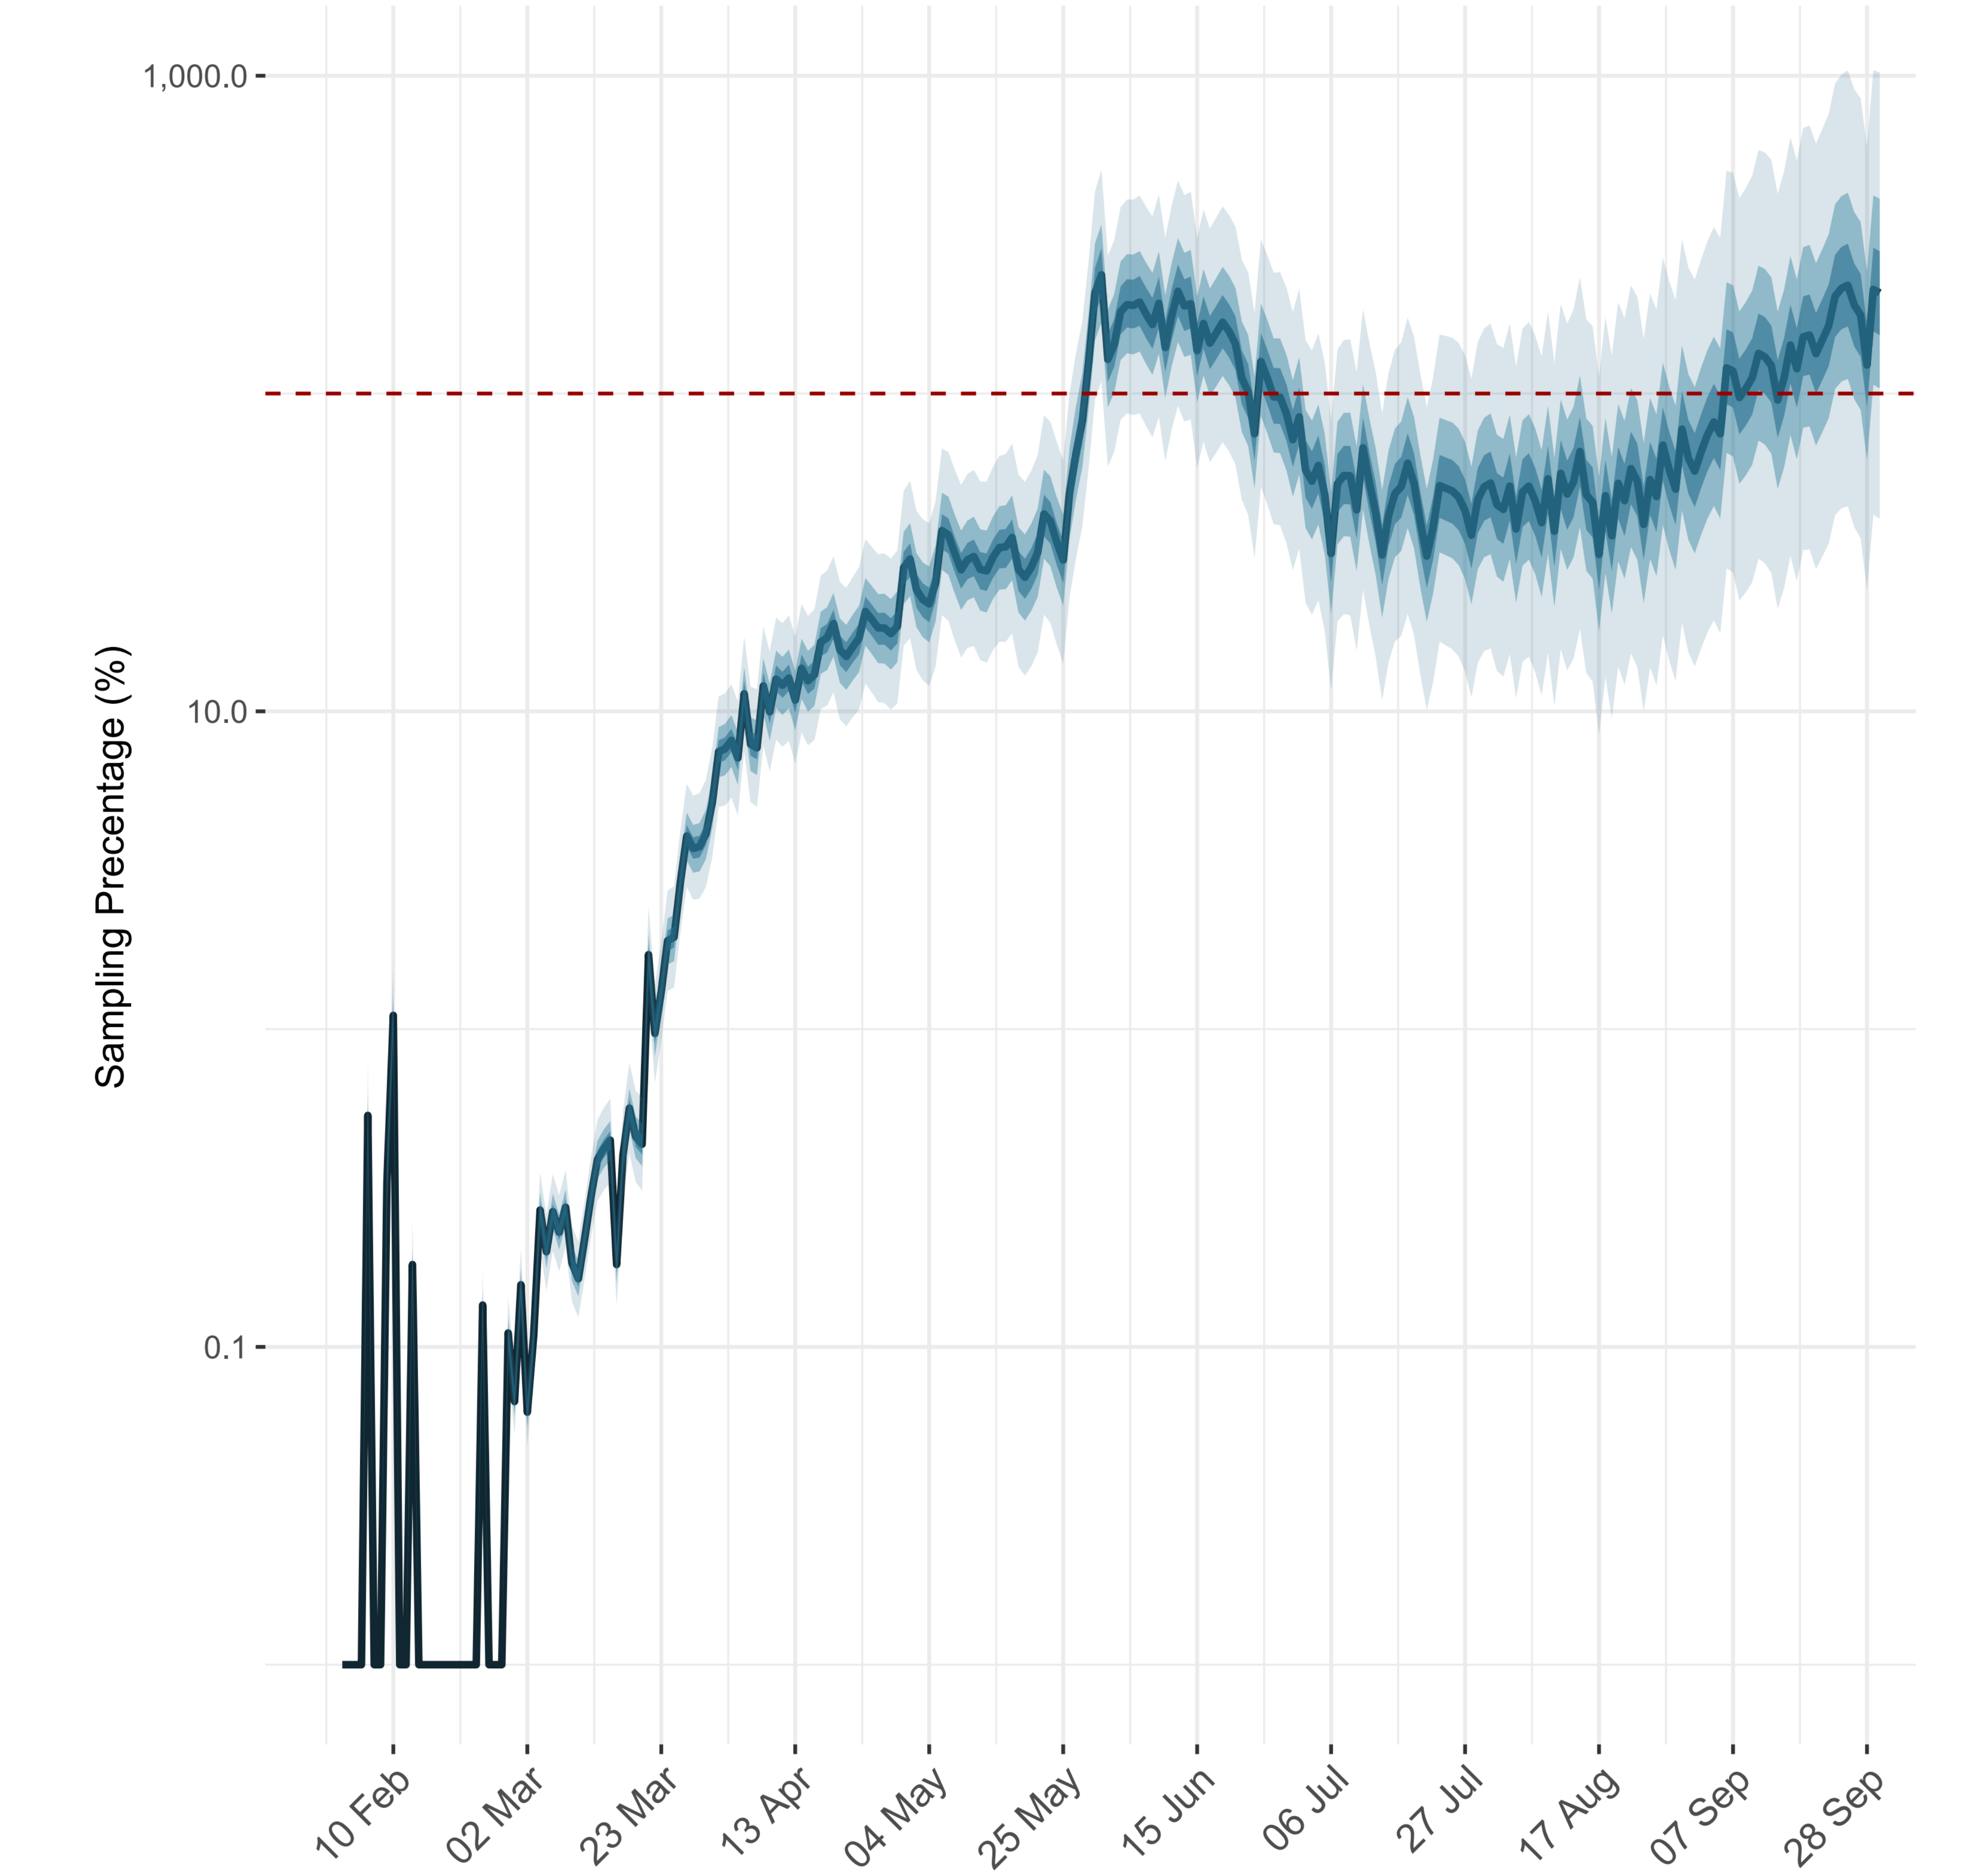 Sampling Precentage (%)
1,000.0
10.0
0.1
10 Feb
02 Mar
23 Mar
13 Apr
04 May
25 May
15 Jun
06 Jul
27 Jul
17 Aug
07 Sep
28 Sep